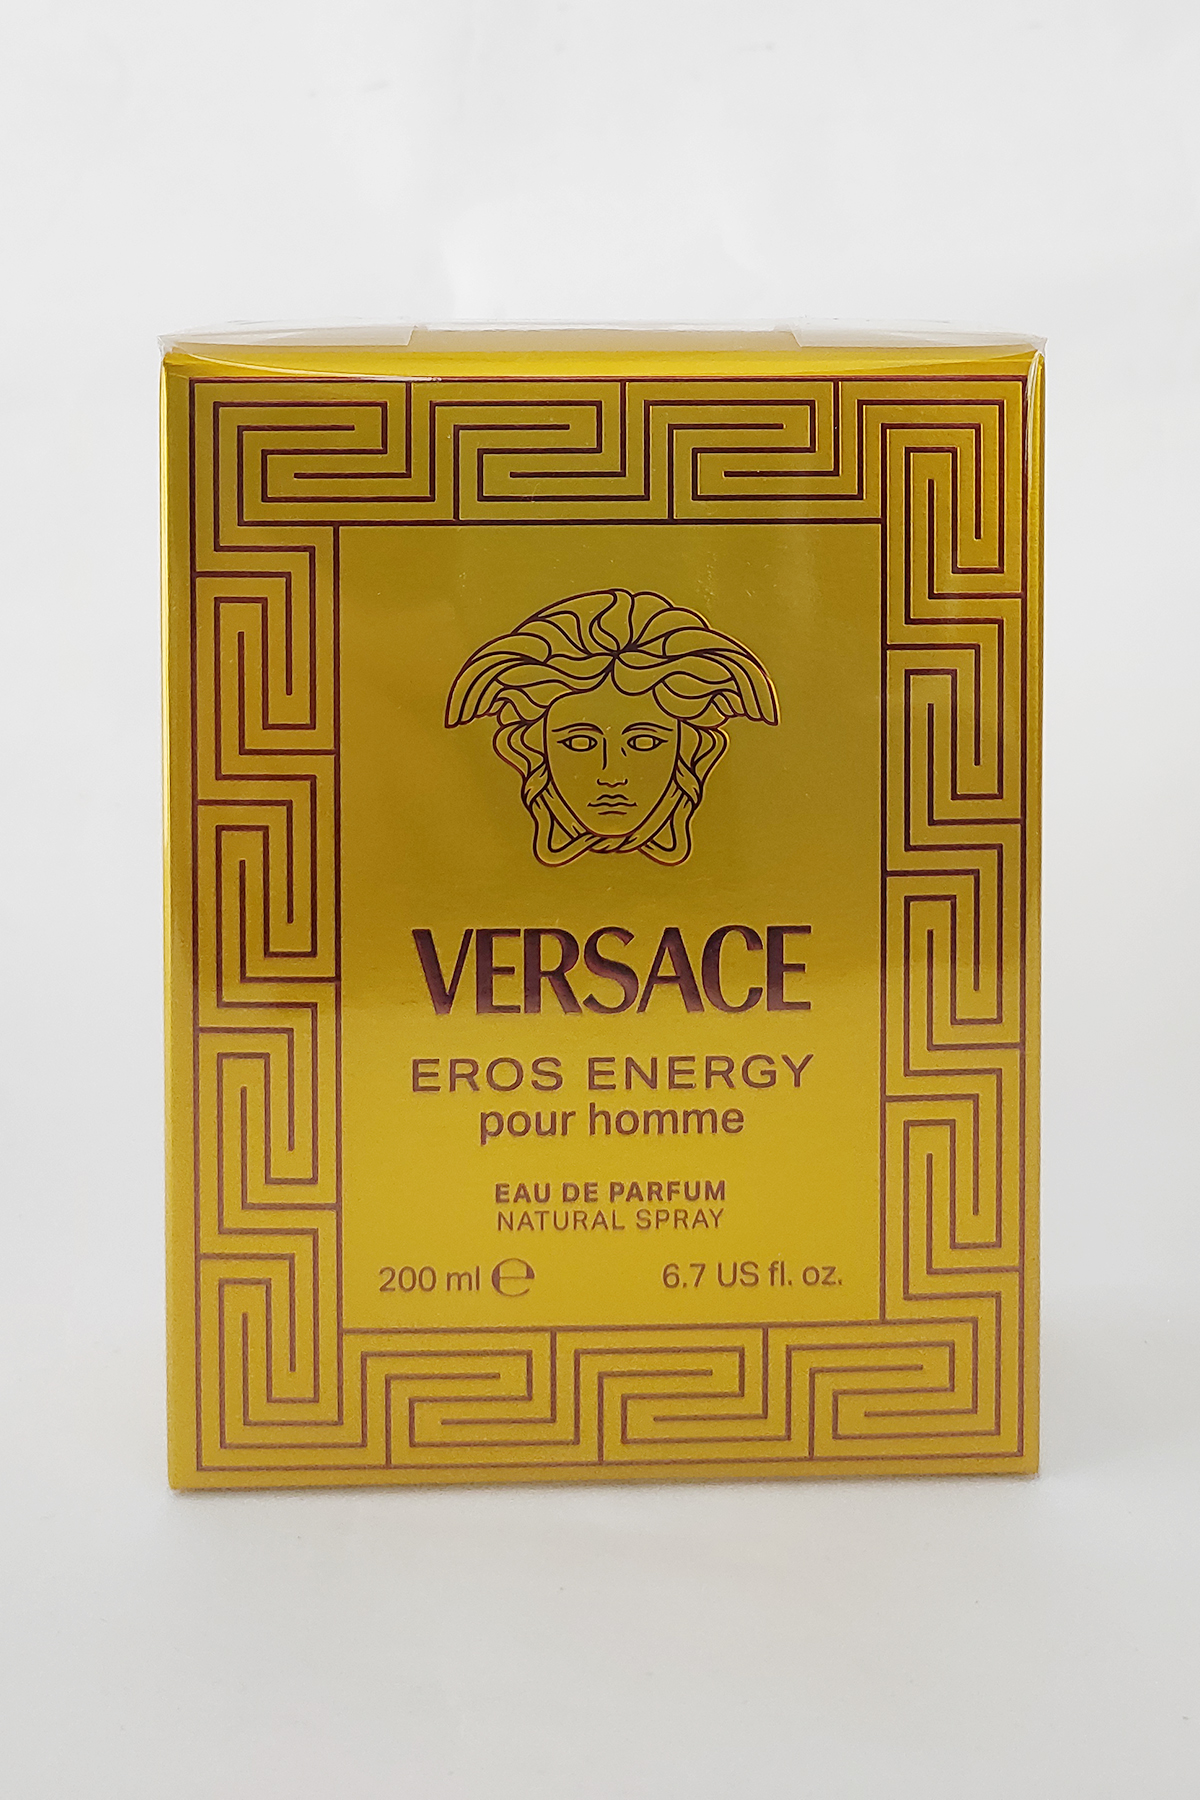 VERSACE
EROS ENERGY
pour homme
EAU DE PARFUM
NATURAL SPRAY
200 ml ℮ 6.7 US fl. oz.